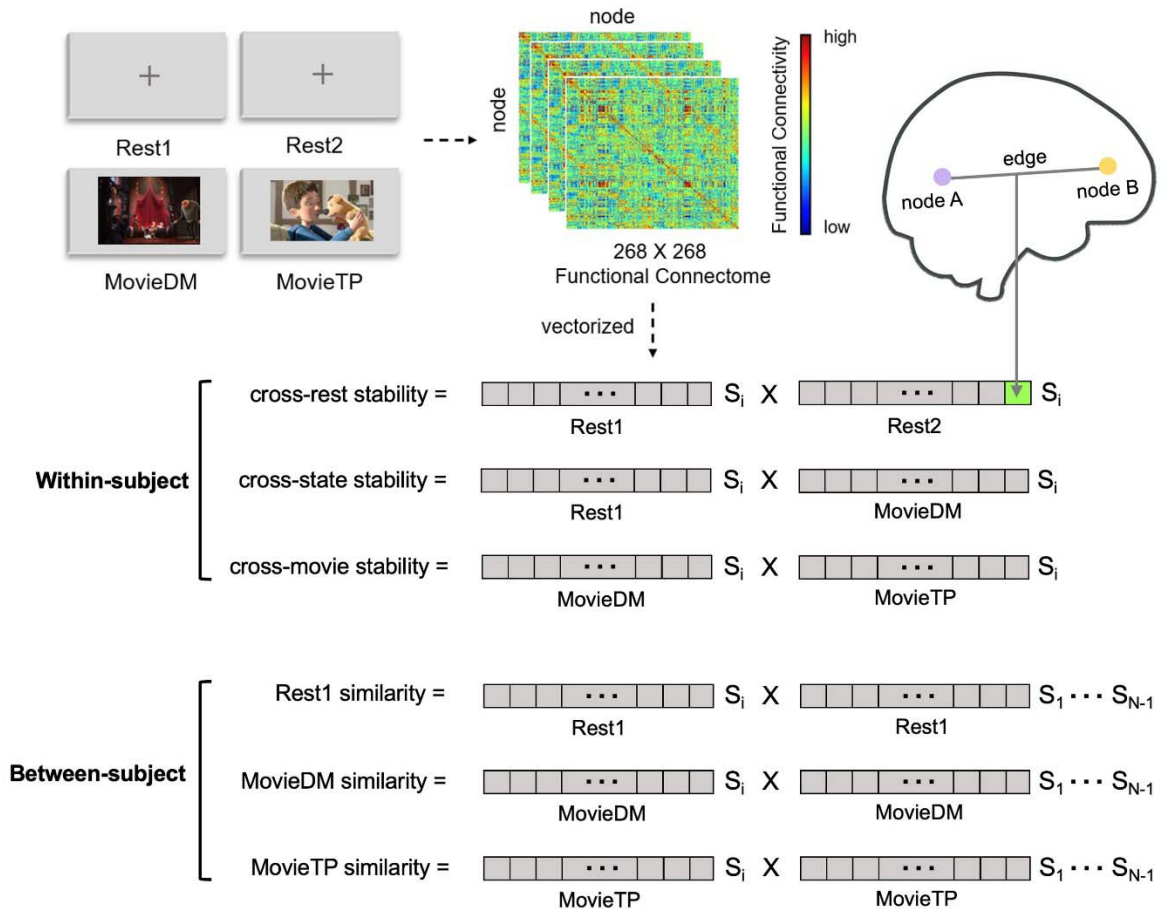 Rest1
Rest2
MovieDM
MovieTP
node
node
268 X 268
Functional Connectome
vectorized
high
Functional Connectivity
low
edge
node A
node B
Within-subject
cross-rest stability = ▪ ▪ ▪ Sᵢ X ▪ ▪ ▪ Sᵢ
Rest1 Rest2
cross-state stability = ▪ ▪ ▪ Sᵢ X ▪ ▪ ▪ Sᵢ
Rest1 MovieDM
cross-movie stability = ▪ ▪ ▪ Sᵢ X ▪ ▪ ▪ Sᵢ
MovieDM MovieTP
Between-subject
Rest1 similarity = ▪ ▪ ▪ Sᵢ X ▪ ▪ ▪ S₁ ▪ ▪ ▪ S_N-1
Rest1 Rest1
MovieDM similarity = ▪ ▪ ▪ Sᵢ X ▪ ▪ ▪ S₁ ▪ ▪ ▪ S_N-1
MovieDM MovieDM
MovieTP similarity = ▪ ▪ ▪ Sᵢ X ▪ ▪ ▪ S₁ ▪ ▪ ▪ S_N-1
MovieTP MovieTP